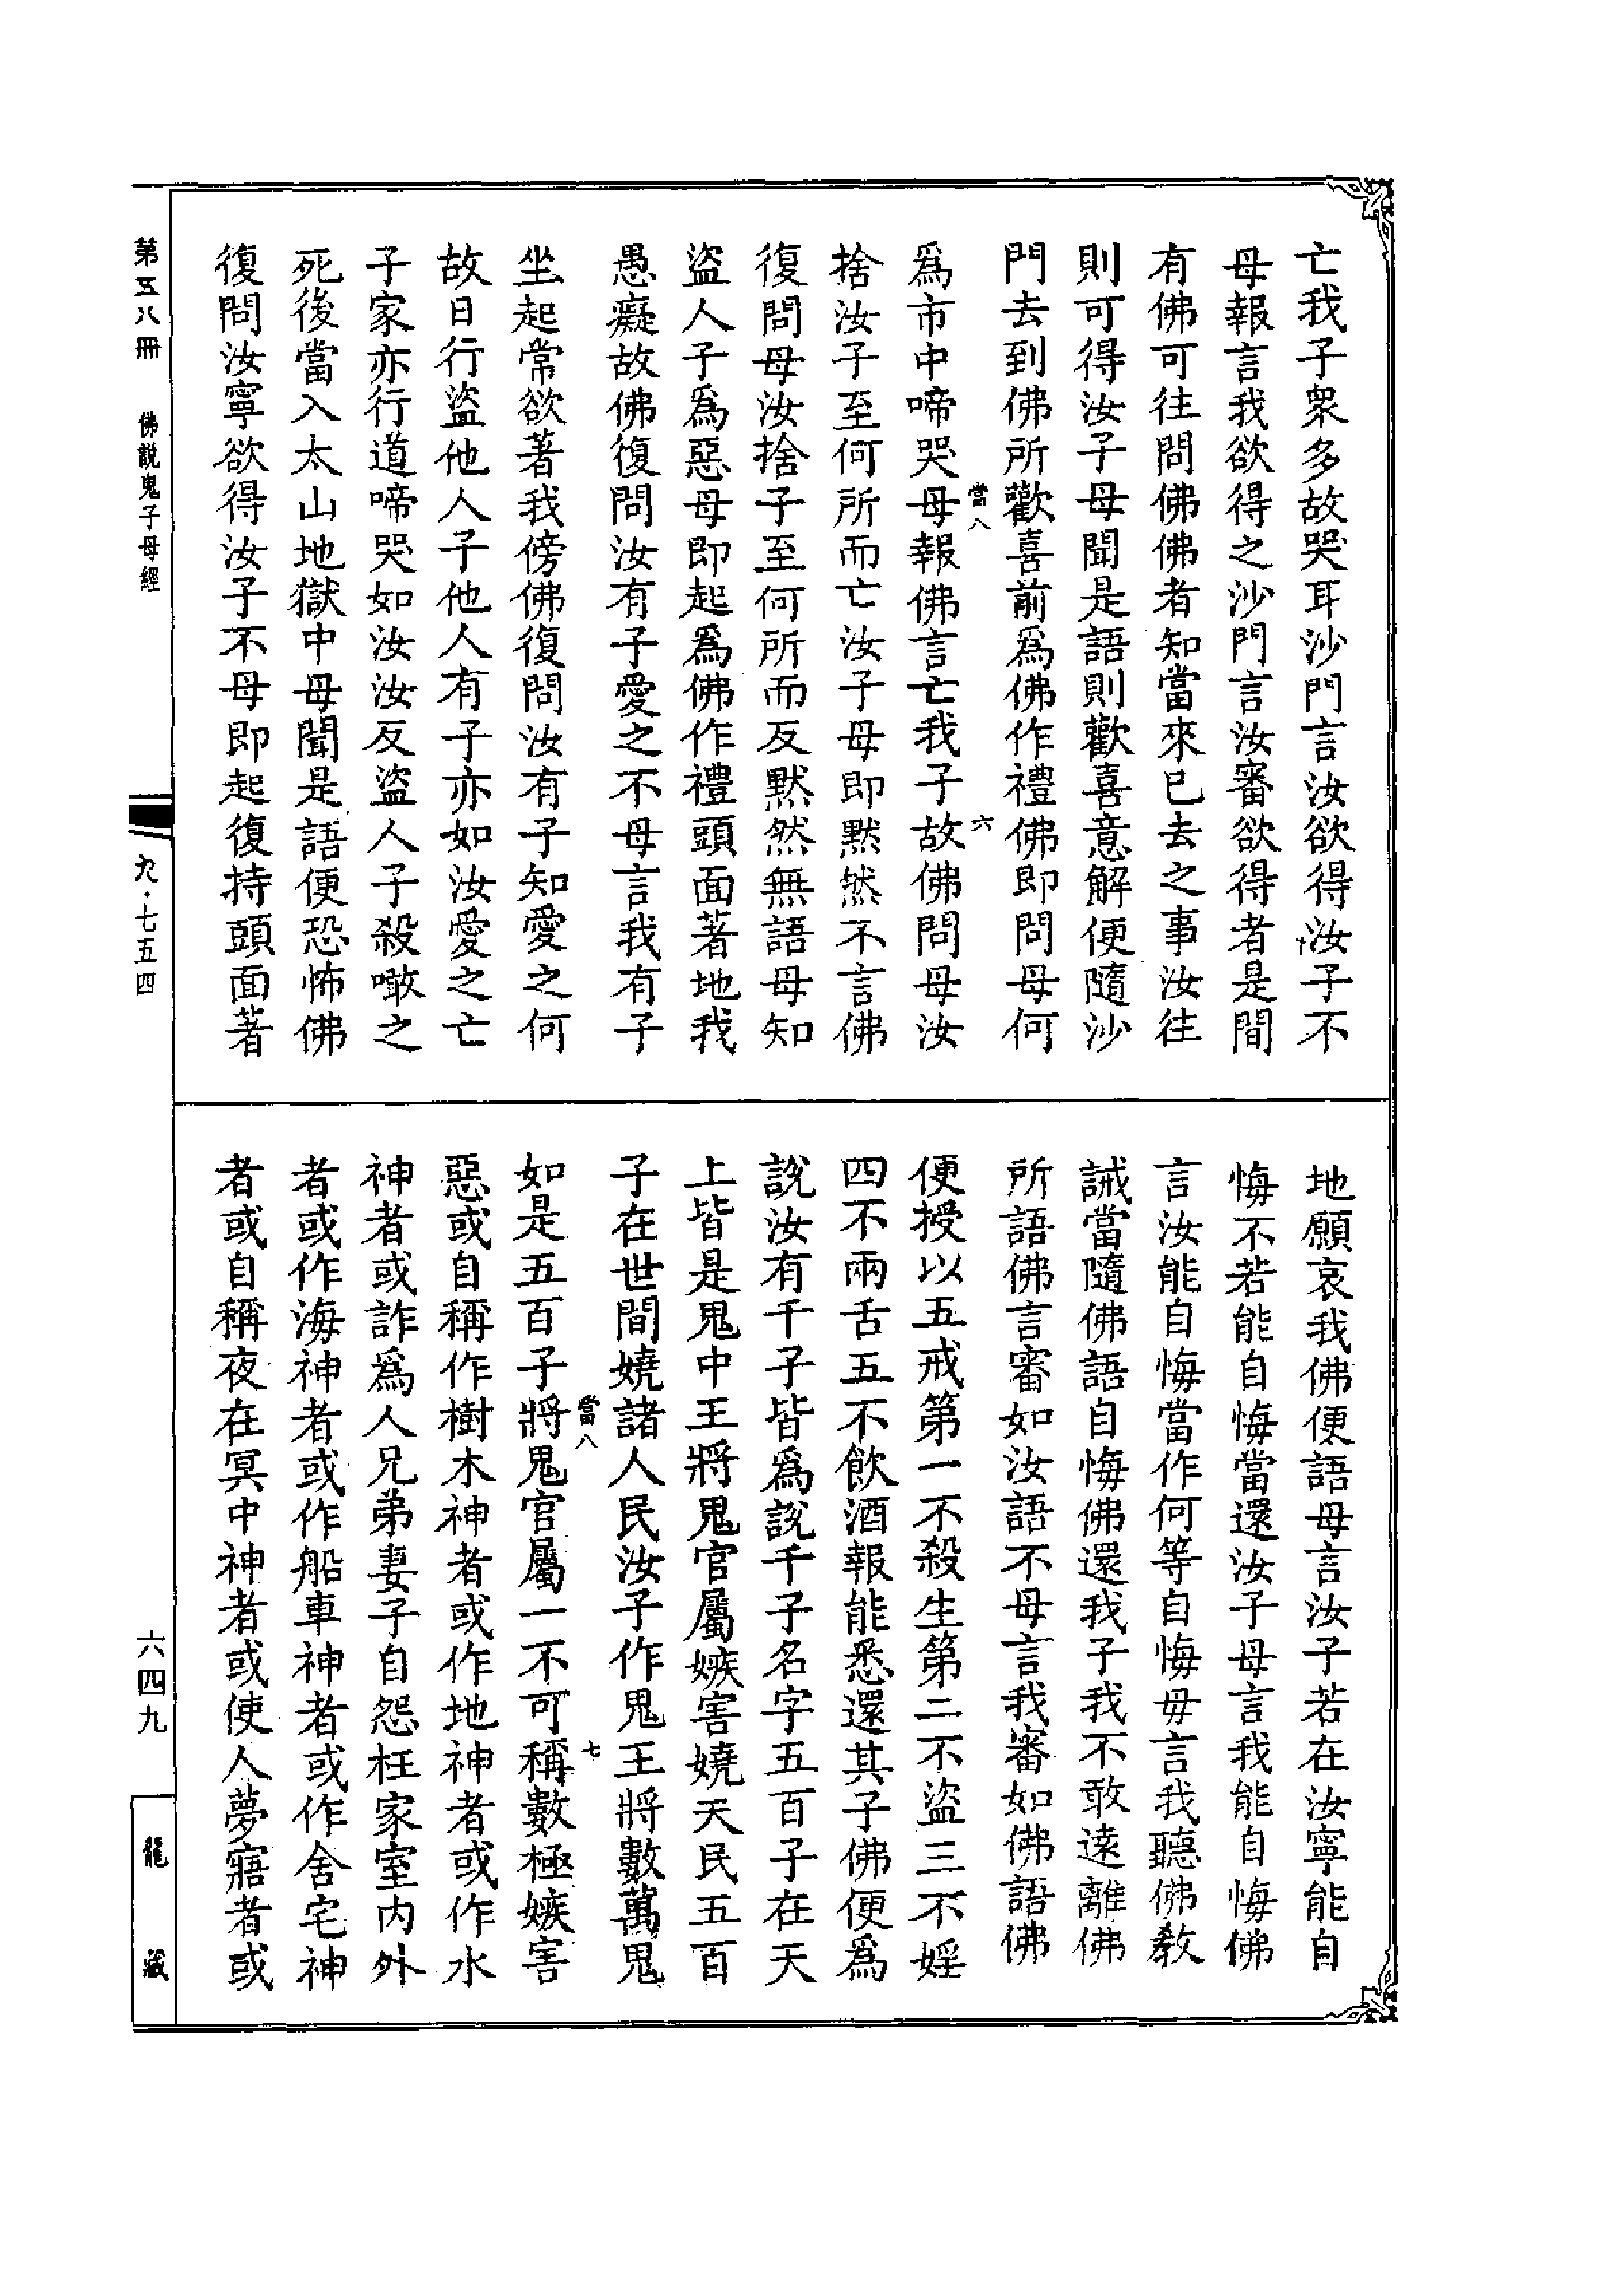 亡我子衆多故哭耳沙門言汝欲得汝子不
母報言我欲得之沙門言汝審欲得者是間
有佛可往問佛佛者知當來已去之事汝往
則可得汝子母聞是語則歡喜意解便隨沙
門去到佛所歡喜前爲佛作禮佛即問母何
當八 六
爲市中啼哭母報佛言亡我子故佛問母汝
捨汝子至何所而亡汝子母即默然不言佛
復問母汝捨子至何所而反默然無語母知
盜人子爲惡母即起爲佛作禮頭面著地我
愚癡故佛復問汝有子愛之不母言我有子
坐起常欲著我傍佛復問汝有子知愛之何
故日行盜他人子他人有子亦如汝愛之亡
子家亦行道啼哭如汝汝反盜人子殺噉之
死後當入太山地獄中母聞是語便恐怖佛
復問汝寧欲得汝子不母即起復持頭面著
地願哀我佛便語母言汝子若在汝寧能自
悔不若能自悔當還汝子母言我能自悔佛
言汝能自悔當作何等自悔母言我聽佛教
誡當隨佛語自悔佛還我子我不敢遠離佛
所語佛言審如汝語不母言我審如佛語佛
便授以五戒第一不殺生第二不盜三不婬
四不兩舌五不飲酒報能悉還其子佛便爲
說汝有千子皆爲說千子名字五百子在天
上皆是鬼中王將鬼官屬嫉害嬈天民五百
子在世間嬈諸人民汝子作鬼王將數萬鬼
當八 七
如是五百子將鬼官屬一不可稱數極嫉害
惡或自稱作樹木神者或作地神者或作水
神者或詐爲人兄弟妻子自怨枉家室內外
者或作海神者或作船車神者或作舍宅神
者或自稱夜在冥中神者或使人夢寤者或
第五八冊 佛說鬼子母經
九·七五四
六四九
龍藏